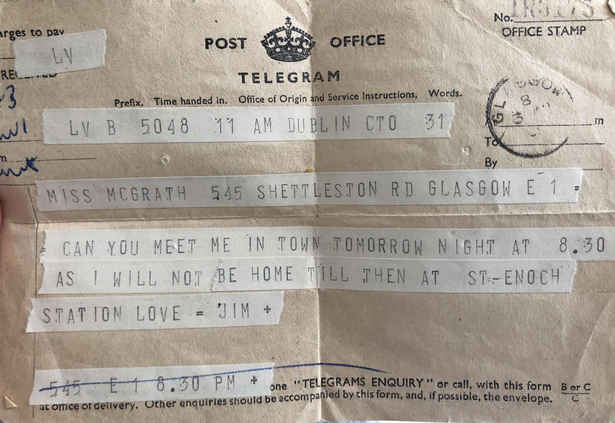 arges to pay
LV
POST OFFICE
No.
OFFICE STAMP
TELEGRAM
RECEIVED
Prefix. Time handed in. Office of Origin and Service Instructions, Words.
LV B 5048 11 AM DUBLIN CTO 31
GLASGOW
8
m
To
By
MISS MCGRATH 545 SHETTLESTON RD GLASGOW E 1 =
= CAN YOU MEET ME IN TOWN TOMORROW NIGHT AT 8.30
AS I WILL NOT BE HOME TILL THEN AT ST-ENOCH
STATION LOVE = JIM +
545 E 1 8.30 PM +
one "TELEGRAMS ENQUIRY" or call, with this form
B or C
C
at office of delivery. Other enquiries should be accompanied by this form, and, if possible, the envelope.